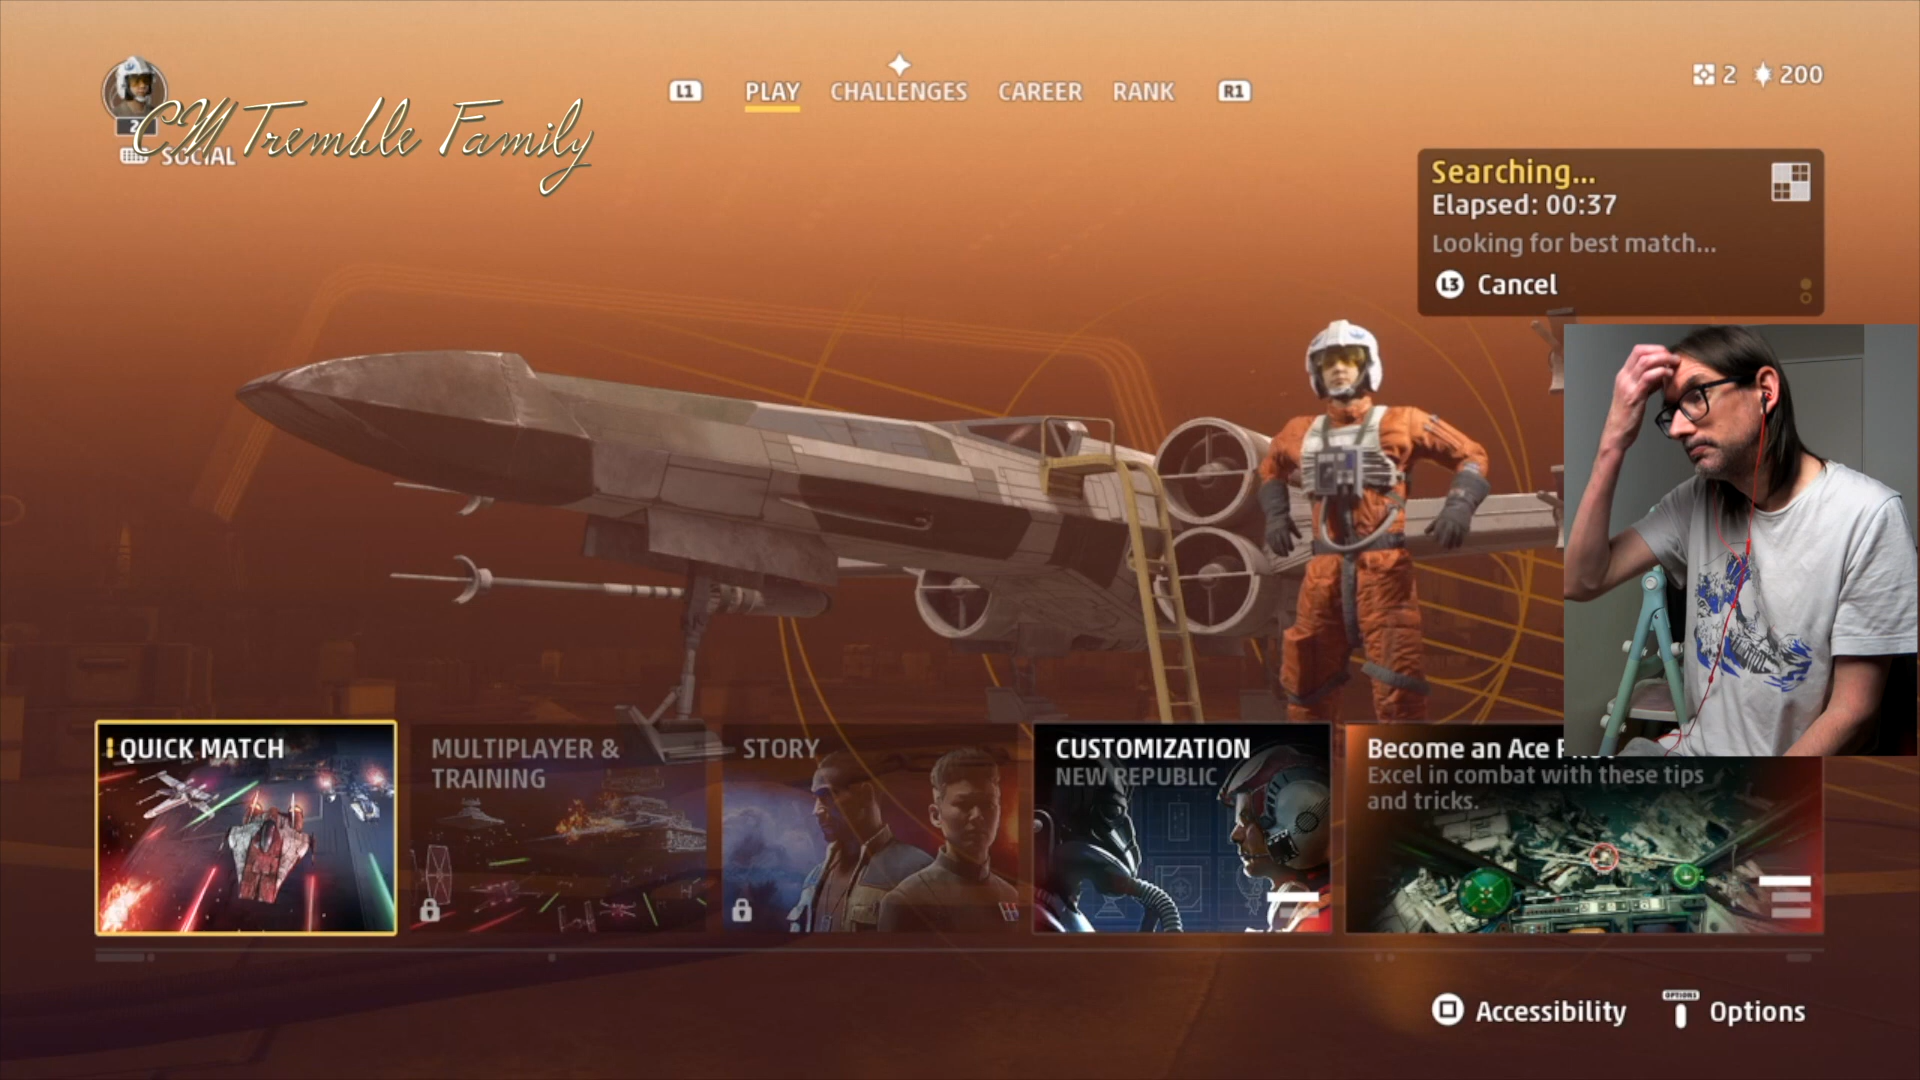 L1
PLAY
CHALLENGES
CAREER
RANK
R1
2
200
CM Tremble Family
SOCIAL
Searching...
Elapsed: 00:37
Looking for best match...
L3 Cancel
! QUICK MATCH
MULTIPLAYER &
TRAINING
STORY
CUSTOMIZATION
NEW REPUBLIC
Become an Ace
Excel in combat with these tips
and tricks.
Accessibility
OPTIONS
Options